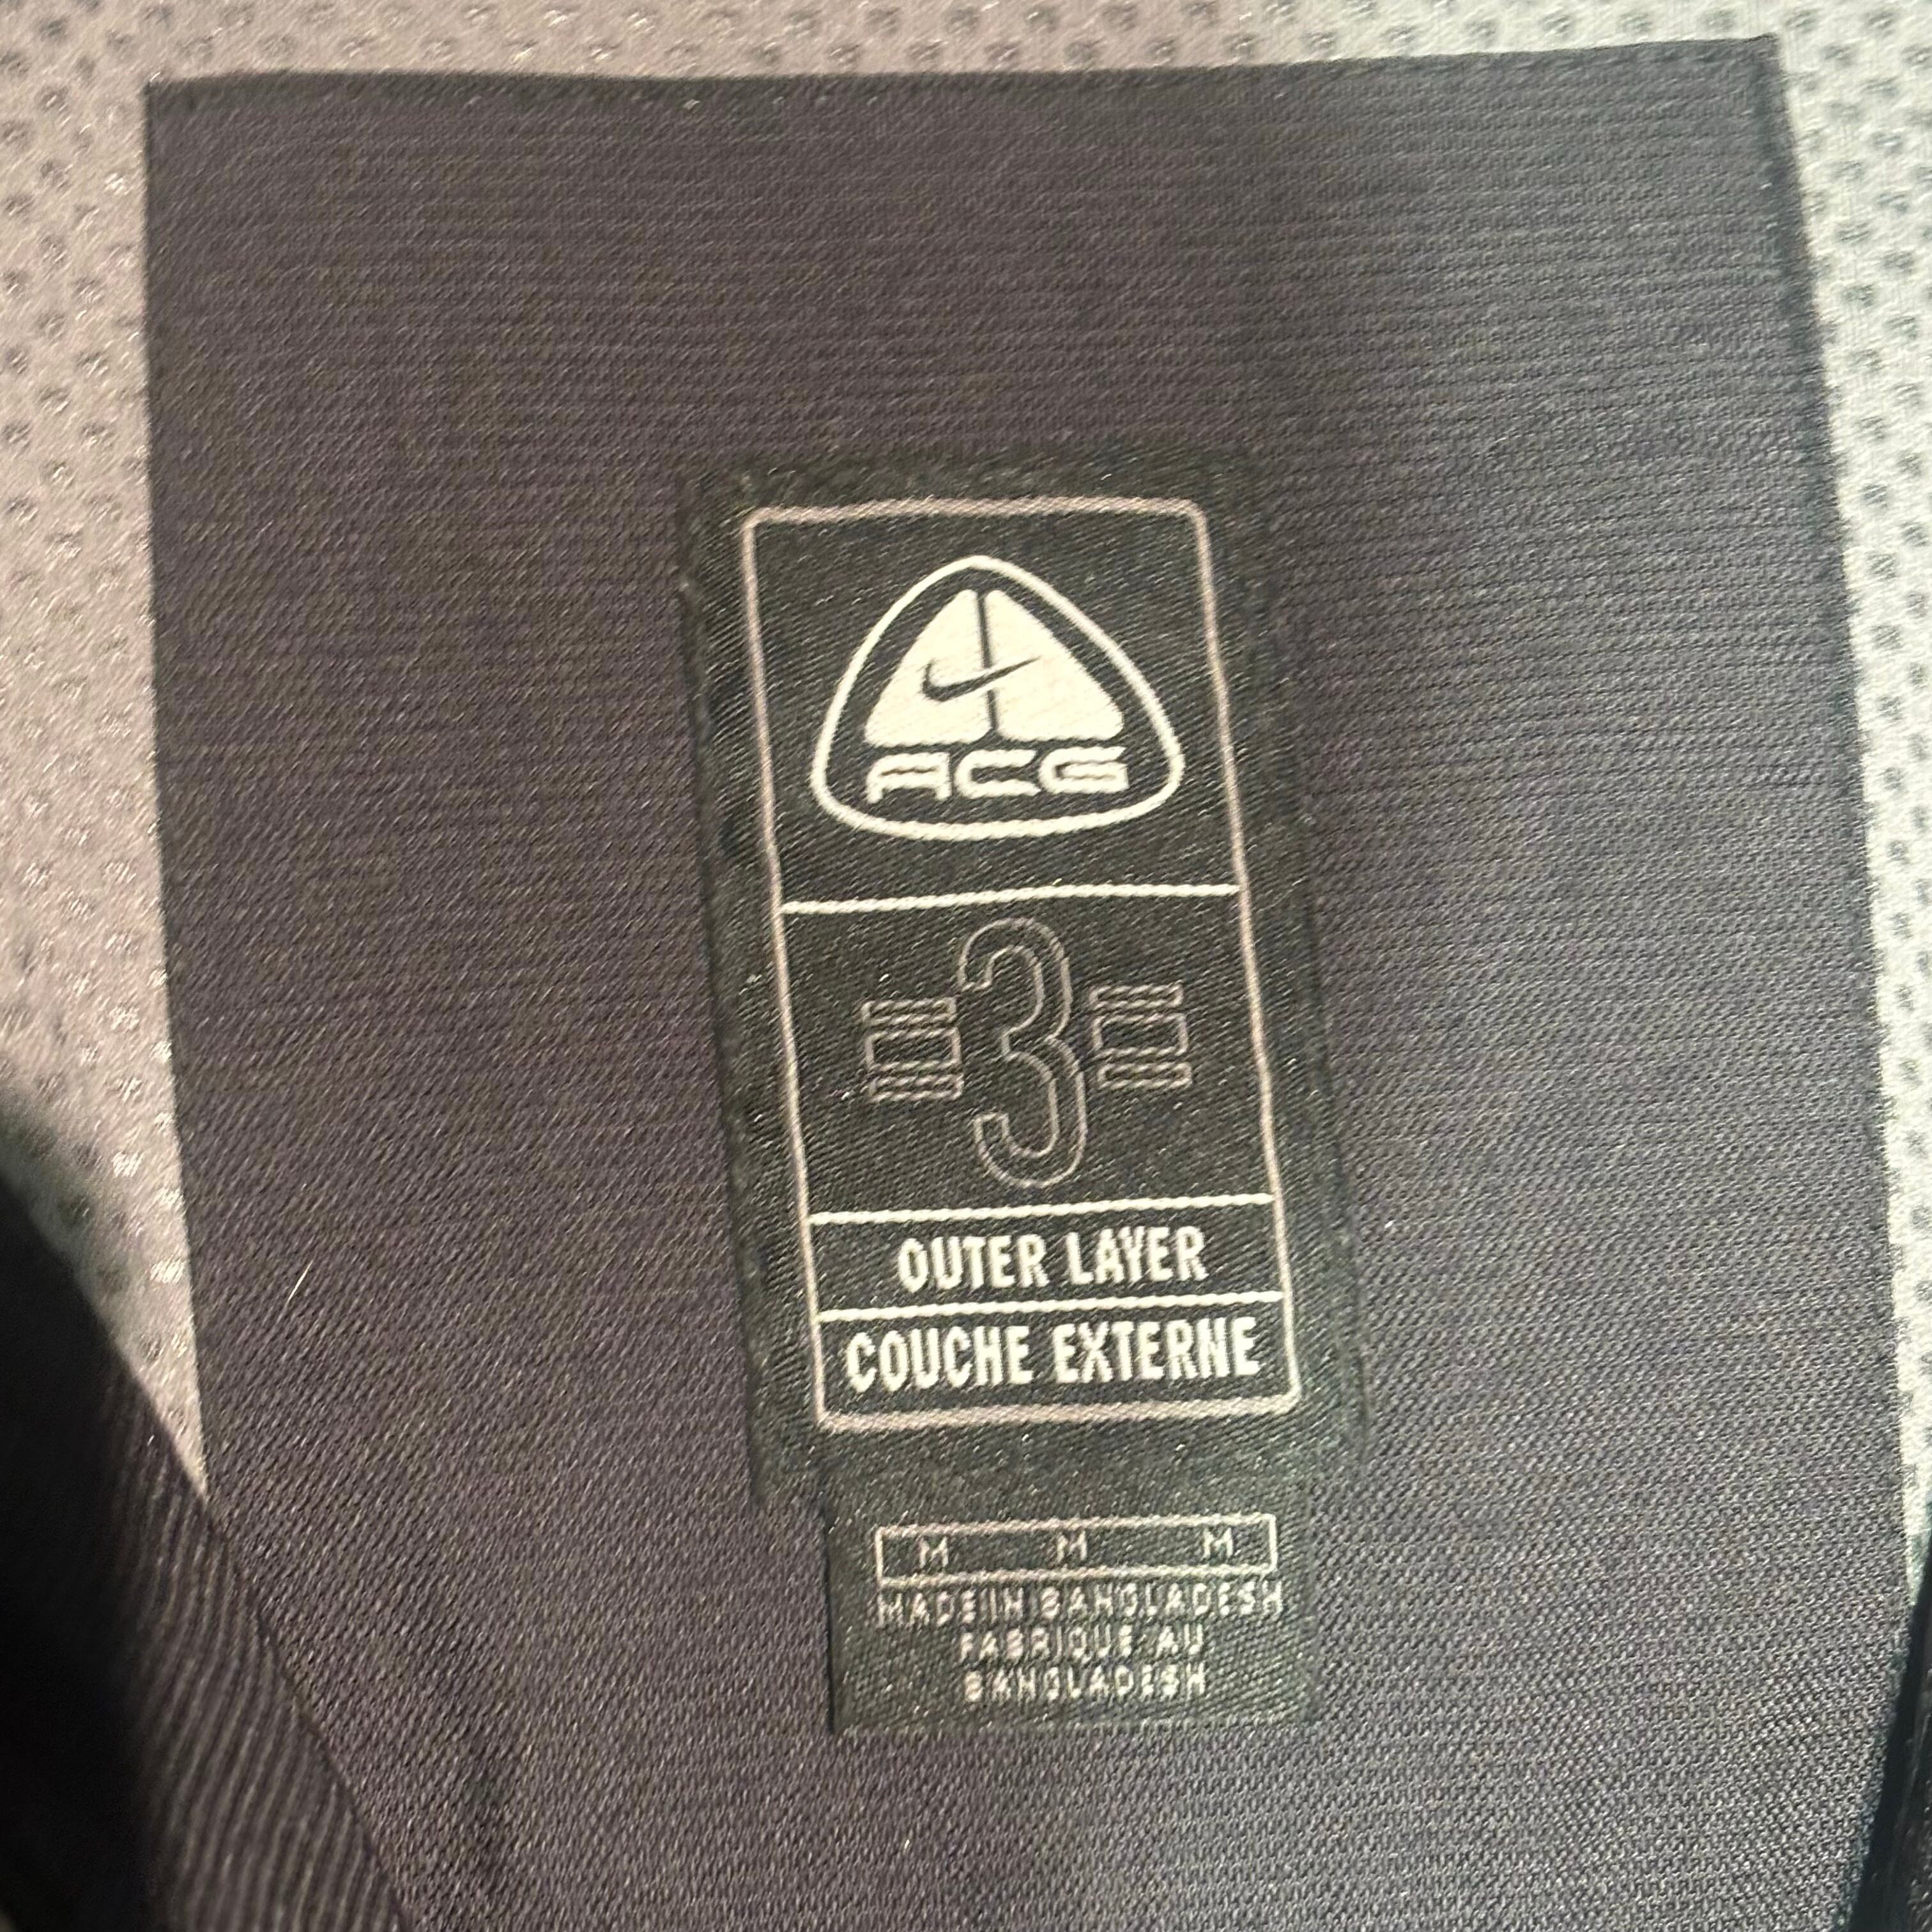 ACG
3
OUTER LAYER
COUCHE EXTERNE
M M M
MADE IN BANGLADESH
FABRIQUE AU
BANGLADESH